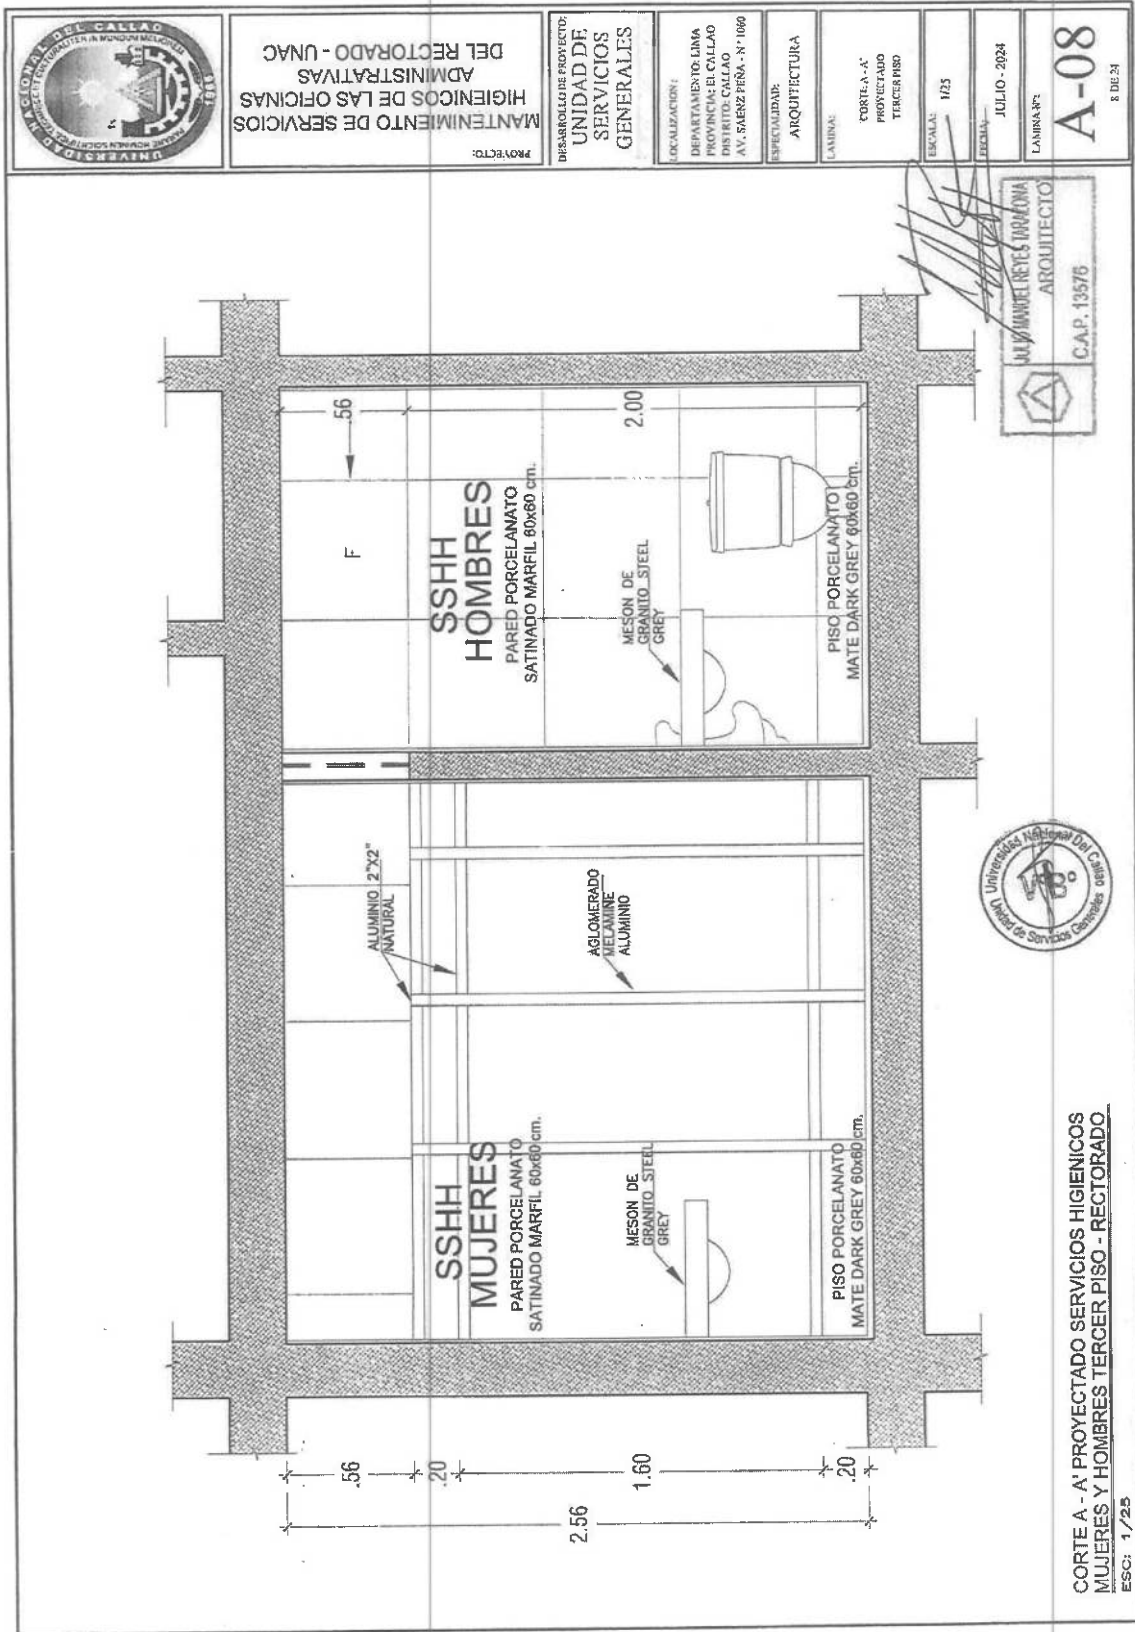 PROYECTO:
MANTENIMIENTO DE SERVICIOS
HIGIENICOS DE LAS OFICINAS
ADMINISTRATIVAS
DEL RECTORADO - UNAC
DESARROLLO DE PROYECTO:
UNIDAD DE
SERVICIOS
GENERALES
LOCALIZACION:
DEPARTAMENTO: LIMA
PROVINCIA: EL CALLAO
DISTRITO: CALLAO
AV. SAENZ PEÑA - N° 1060
ESPECIALIDAD:
ARQUITECTURA
LAMINA:
CORTE: A - A'
PROYECTADO
TERCER PISO
ESCALA:
1/25
FECHA:
JULIO - 2024
LAMINA N°:
A-08
8 DE 24
JULIO MANUEL REYES TARAZONA
ARQUITECTO
C.A.P. 13576
.56
2.00
F
SSHH
HOMBRES
PARED PORCELANATO
SATINADO MARFIL 60x60 cm.
MESON DE
GRANITO STEEL
GREY
PISO PORCELANATO
MATE DARK GREY 60x60 cm.
ALUMINIO 2"X2"
NATURAL
AGLOMERADO
MELAMINE
ALUMINIO
SSHH
MUJERES
PARED PORCELANATO
SATINADO MARFIL 60x60 cm.
MESON DE
GRANITO STEEL
GREY
PISO PORCELANATO
MATE DARK GREY 60x60 cm.
.56
.20
1.60
.20
2.56
Universidad Nacional Del Callao
Unidad de Servicios Generales
CORTE A - A' PROYECTADO SERVICIOS HIGIENICOS
MUJERES Y HOMBRES TERCER PISO - RECTORADO
ESC: 1/25